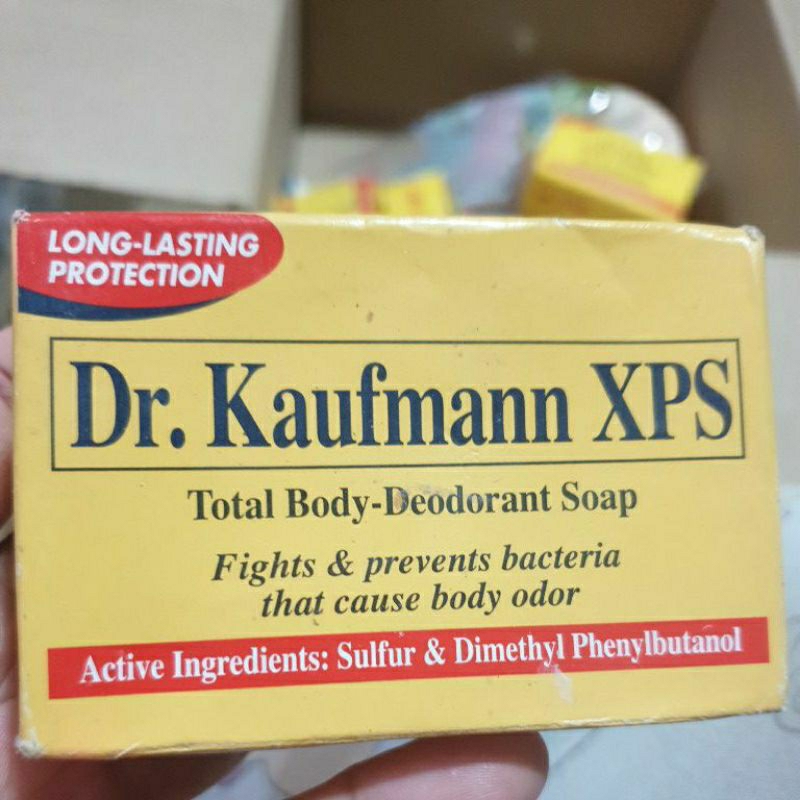 LONG-LASTING
PROTECTION
Dr. Kaufmann XPS
Total Body-Deodorant Soap
Fights & prevents bacteria
that cause body odor
Active Ingredients: Sulfur & Dimethyl Phenylbutanol